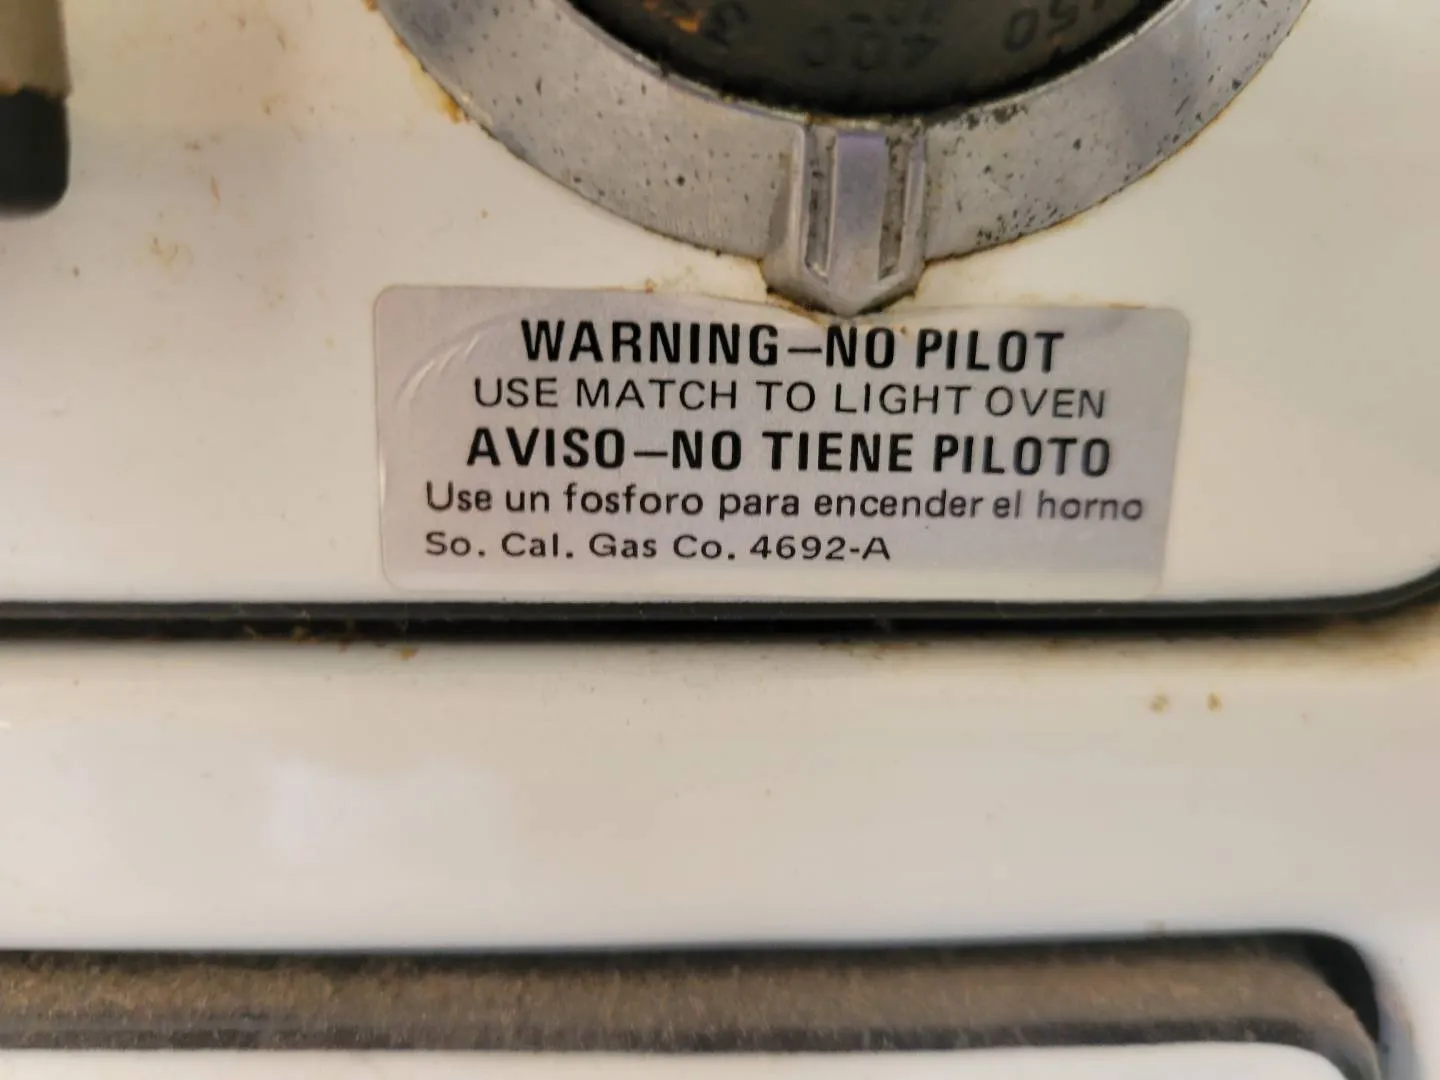 400
WARNING—NO PILOT
USE MATCH TO LIGHT OVEN
AVISO—NO TIENE PILOTO
Use un fosforo para encender el horno
So. Cal. Gas Co. 4692-A